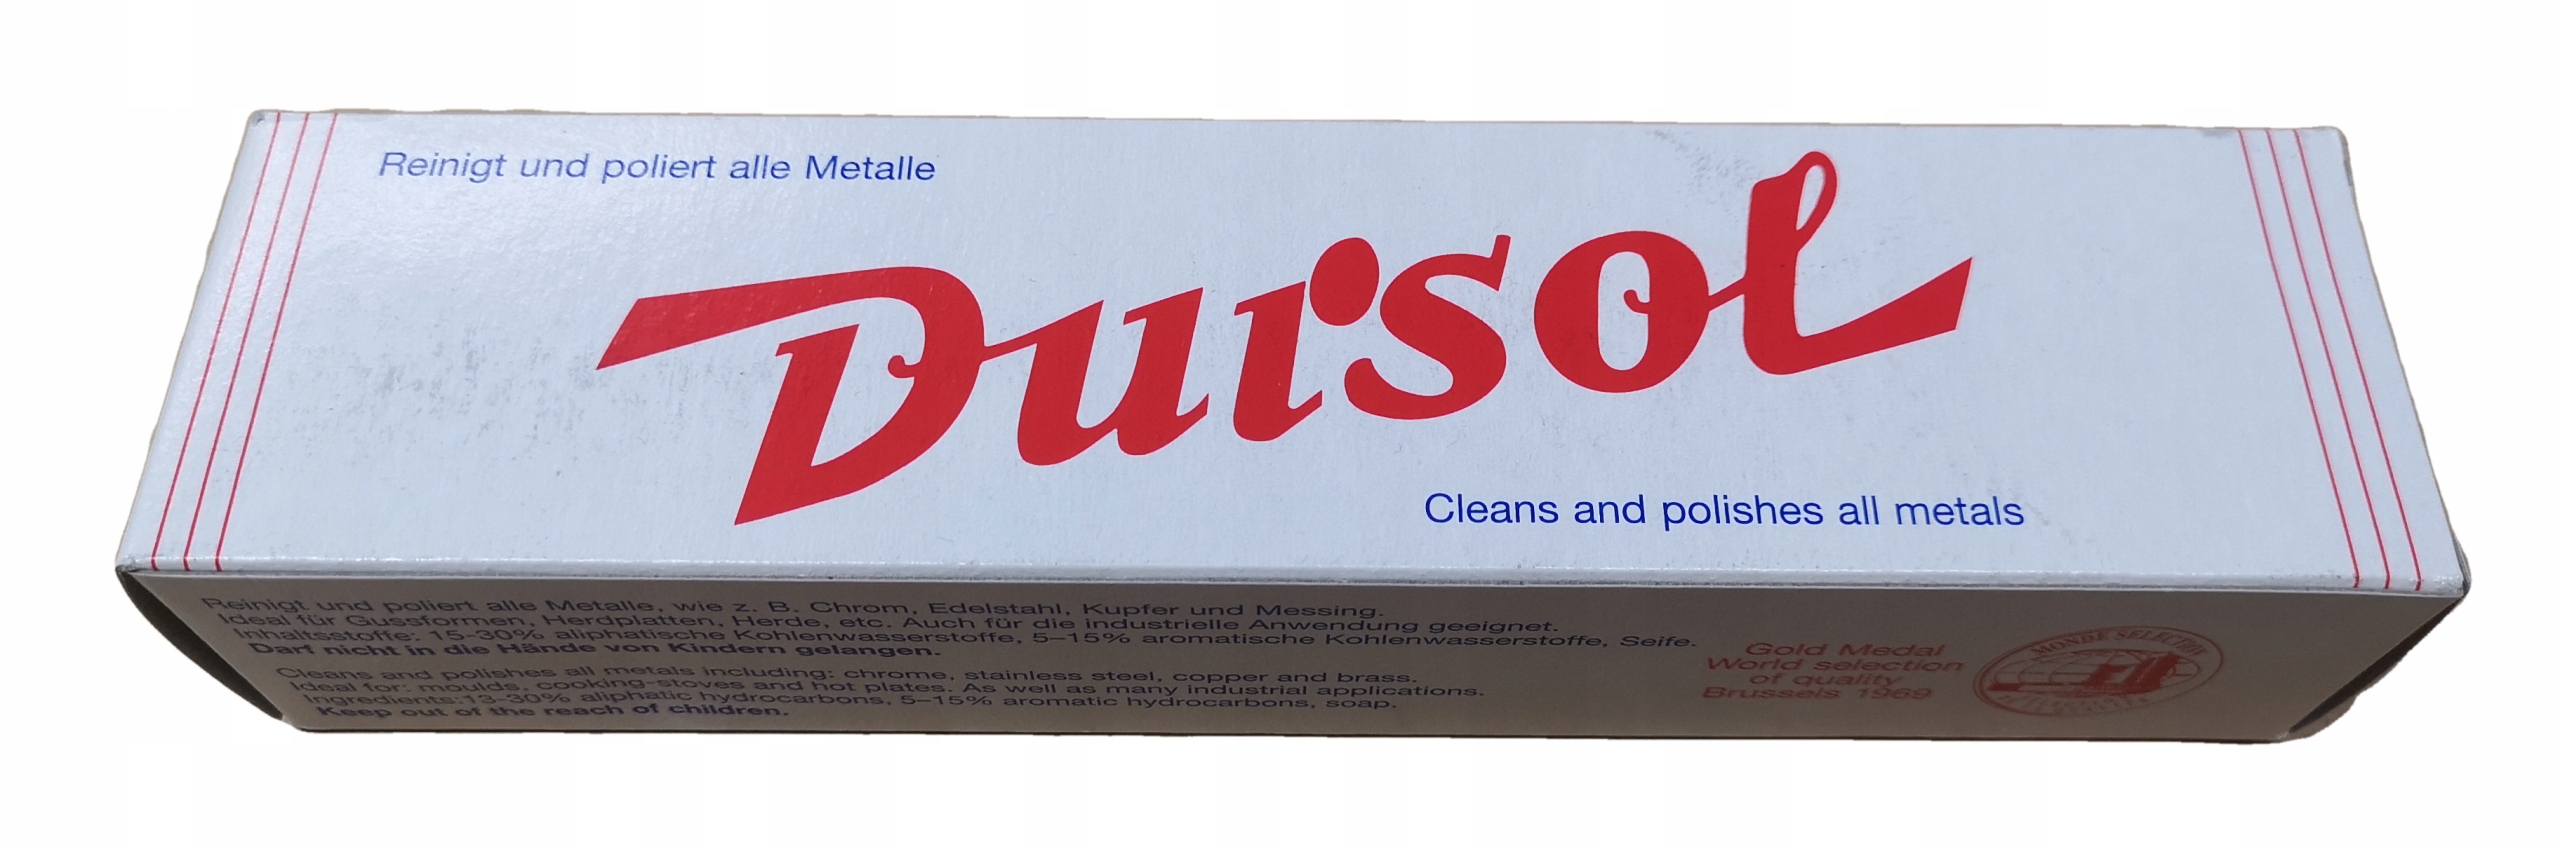 Reinigt und poliert alle Metalle
Dursol
Cleans and polishes all metals
Reinigt und poliert alle Metalle, wie z. B. Chrom, Edelstahl, Kupfer und Messing.
Ideal für Gussformen, Herdplatten, Herde, etc. Auch für die industrielle Anwendung geeignet.
Inhaltsstoffe: 15-30% aliphatische Kohlenwasserstoffe, 5–15% aromatische Kohlenwasserstoffe, Seife.
Darf nicht in die Hände von Kindern gelangen.
Cleans and polishes all metals including: chrome, stainless steel, copper and brass.
Ideal for: moulds, cooking-stoves and hot plates. As well as many industrial applications.
Ingredients: aliphatic hydrocarbons, 5–15% aromatic hydrocarbons, soap.
Keep out of the reach of children.
Gold Medal
World selection
of quality
Brussels 1969
MONDE SELECTION